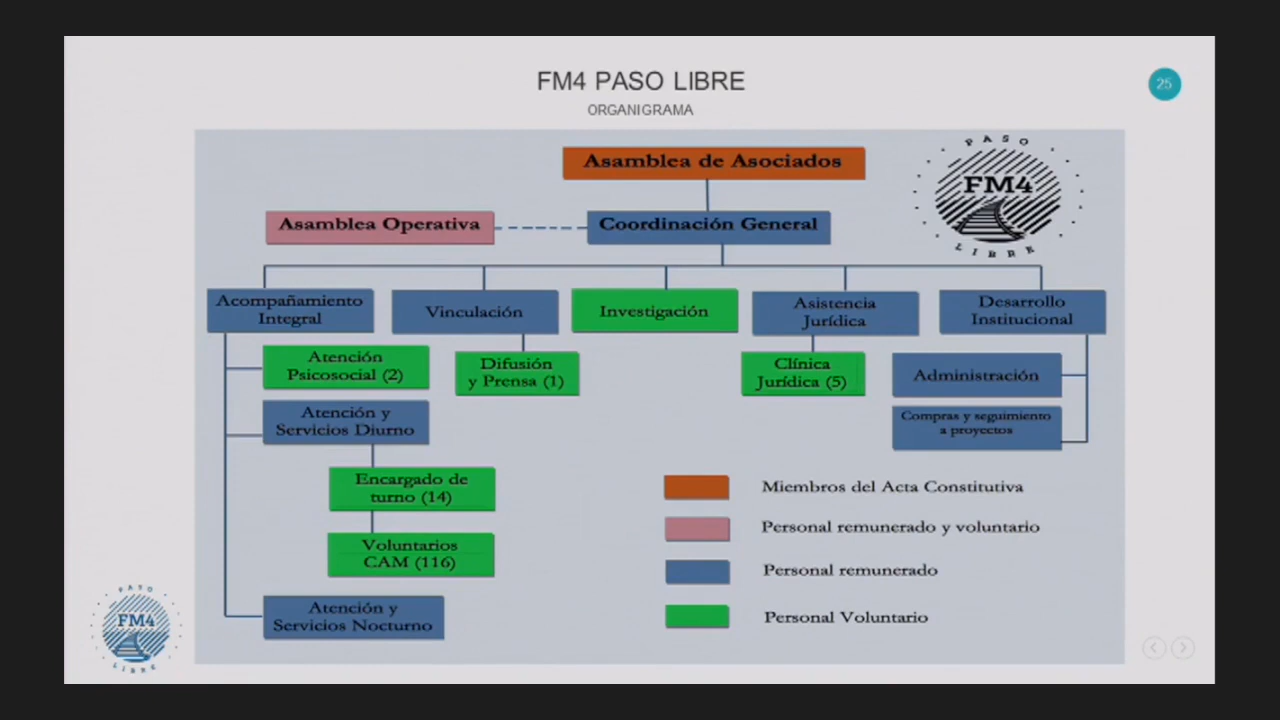 FM4 PASO LIBRE
25
ORGANIGRAMA
Asamblea de Asociados
PASO
FM4
LIBRE
Asamblea Operativa
Coordinación General
Acompañamiento
Integral
Vinculación
Investigación
Asistencia
Jurídica
Desarrollo
Institucional
Atención
Psicosocial (2)
Difusión
y Prensa (1)
Clínica
Jurídica (5)
Administración
Atención y
Servicios Diurno
Compras y seguimiento
a proyectos
Encargado de
turno (14)
Voluntarios
CAM (116)
Atención y
Servicios Nocturno
Miembros del Acta Constitutiva
Personal remunerado y voluntario
Personal remunerado
Personal Voluntario
PASO
FM4
LIBRE